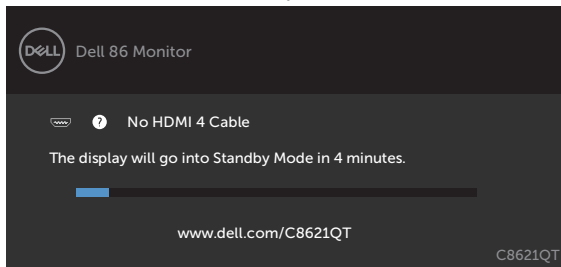 DELL
Dell 86 Monitor
? No HDMI 4 Cable
The display will go into Standby Mode in 4 minutes.
www.dell.com/C8621QT
C8621QT